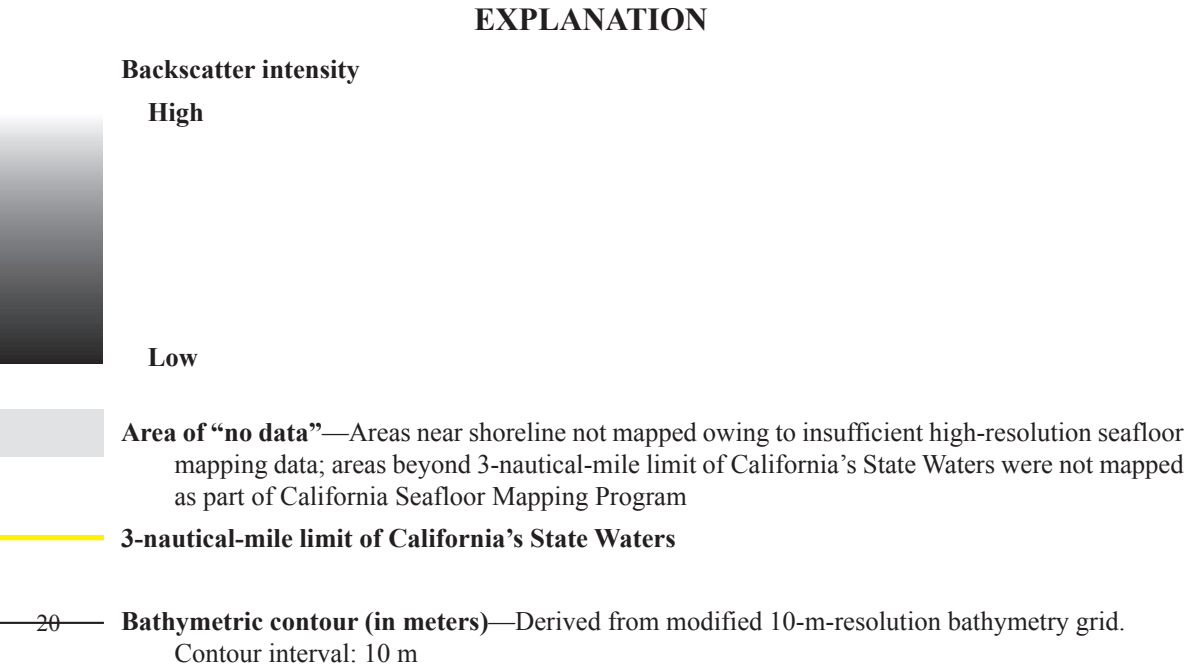 EXPLANATION
Backscatter intensity
High
Low
Area of “no data”—Areas near shoreline not mapped owing to insufficient high-resolution seafloor
mapping data; areas beyond 3-nautical-mile limit of California’s State Waters were not mapped
as part of California Seafloor Mapping Program
3-nautical-mile limit of California’s State Waters
20 Bathymetric contour (in meters)—Derived from modified 10-m-resolution bathymetry grid.
Contour interval: 10 m